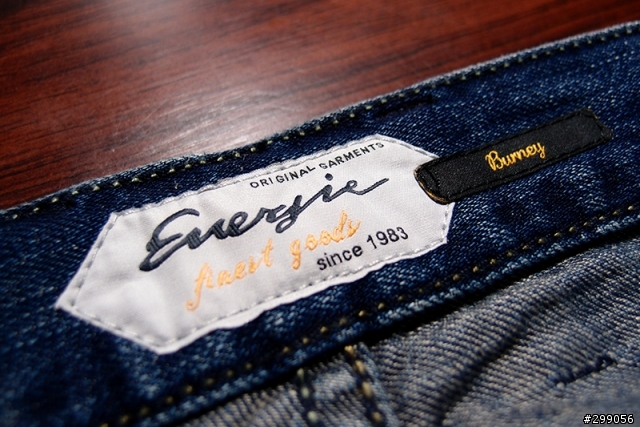 ORIGINAL GARMENTS
Energie
finest goods
since 1983
Burney
#299056